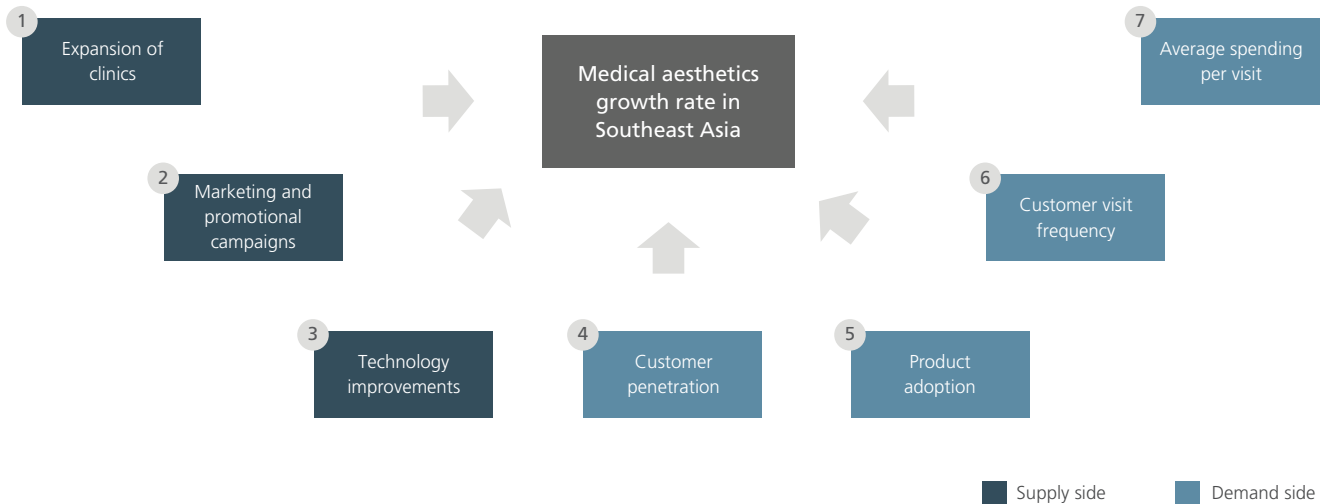 1
Expansion of
clinics
2
Marketing and
promotional
campaigns
3
Technology
improvements
Medical aesthetics
growth rate in
Southeast Asia
4
Customer
penetration
5
Product
adoption
6
Customer visit
frequency
7
Average spending
per visit
Supply side
Demand side